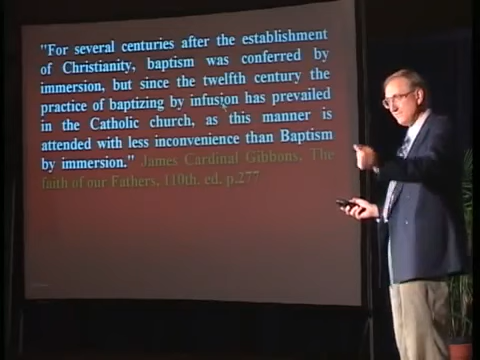 "For several centuries after the establishment
of Christianity, baptism was conferred by
immersion, but since the twelfth century the
practice of baptizing by infusion has prevailed
in the Catholic church, as this manner is
attended with less inconvenience than Baptism
by immersion." James Cardinal Gibbons, The
faith of our Fathers, 110th. ed. p.277